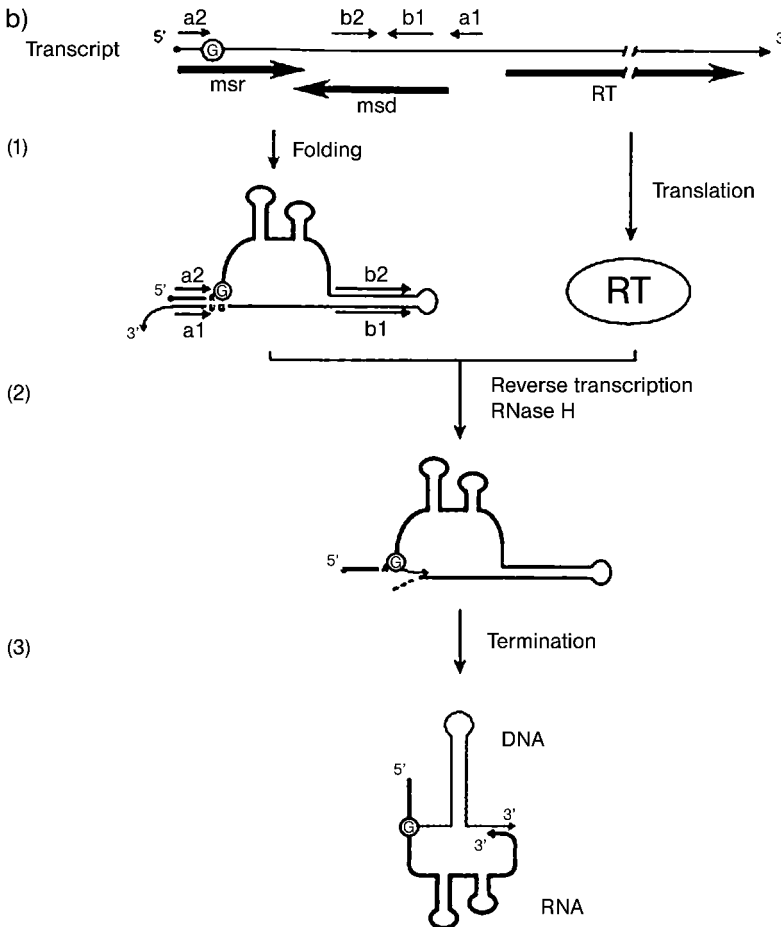 b)
a2 b2 b1 a1
Transcript 5' G 3'
msr msd RT
(1)
Folding
Translation
a2 b2
5' G
3' a1 b1
RT
(2)
Reverse transcription
RNase H
5' G
(3)
Termination
DNA
5'
G 3'
3'
RNA